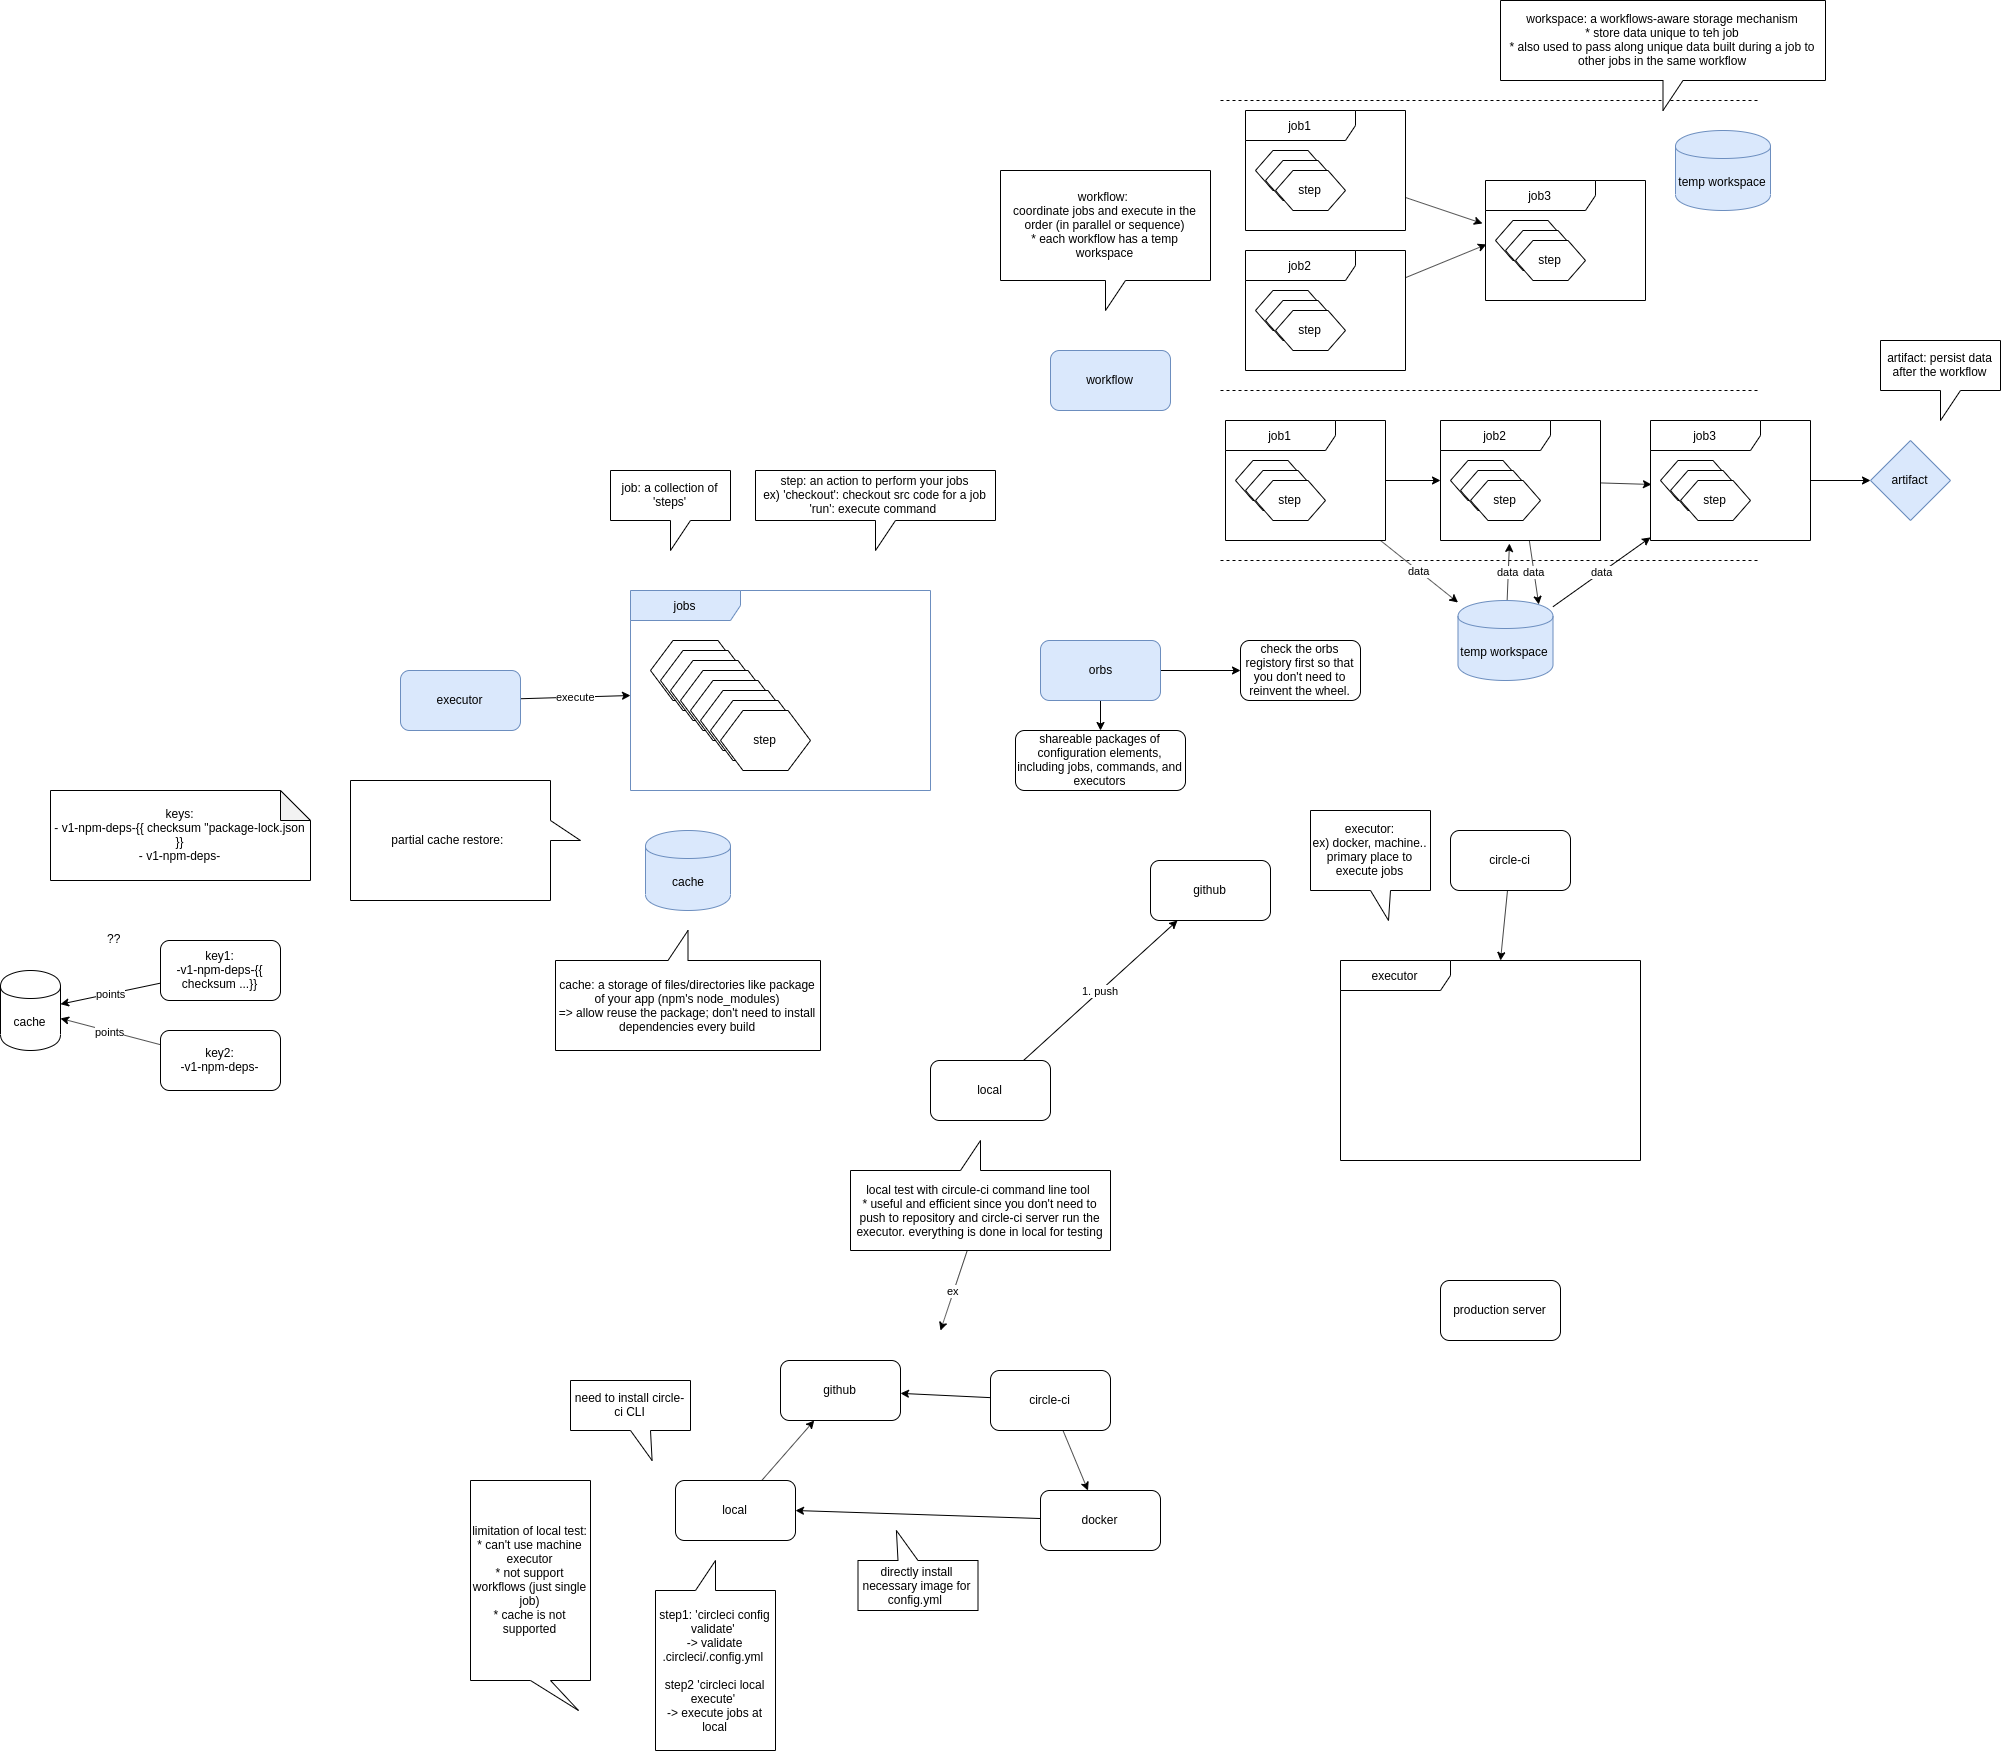 workspace: a workflows-aware storage mechanism
* store data unique to teh job
* also used to pass along unique data built during a job to
other jobs in the same workflow
job1
step
job2
step
job3
step
temp workspace
workflow:
coordinate jobs and execute in the
order (in parallel or sequence)
* each workflow has a temp
workspace
workflow
artifact: persist data
after the workflow
job1
step
job2
step
job3
step
artifact
data
data
data
data
temp workspace
job: a collection of
'steps'
step: an action to perform your jobs
ex) 'checkout': checkout src code for a job
'run': execute command
executor
execute
jobs
step
orbs
check the orbs
registory first so that
you don't need to
reinvent the wheel.
shareable packages of
configuration elements,
including jobs, commands, and
executors
keys:
- v1-npm-deps-{{ checksum "package-lock.json
}}
- v1-npm-deps-
partial cache restore:
cache
cache: a storage of files/directories like package
of your app (npm's node_modules)
=> allow reuse the package; don't need to install
dependencies every build
??
key1:
-v1-npm-deps-{{
checksum ...}}
points
points
cache
key2:
-v1-npm-deps-
github
executor:
ex) docker, machine..
primary place to
execute jobs
circle-ci
executor
1. push
local
local test with circule-ci command line tool
* useful and efficient since you don't need to
push to repository and circle-ci server run the
executor. everything is done in local for testing
ex
production server
github
circle-ci
need to install circle-
ci CLI
local
docker
directly install
necessary image for
config.yml
limitation of local test:
* can't use machine
executor
* not support
workflows (just single
job)
* cache is not
supported
step1: 'circleci config
validate'
-> validate
.circleci/.config.yml
step2 'circleci local
execute'
-> execute jobs at
local